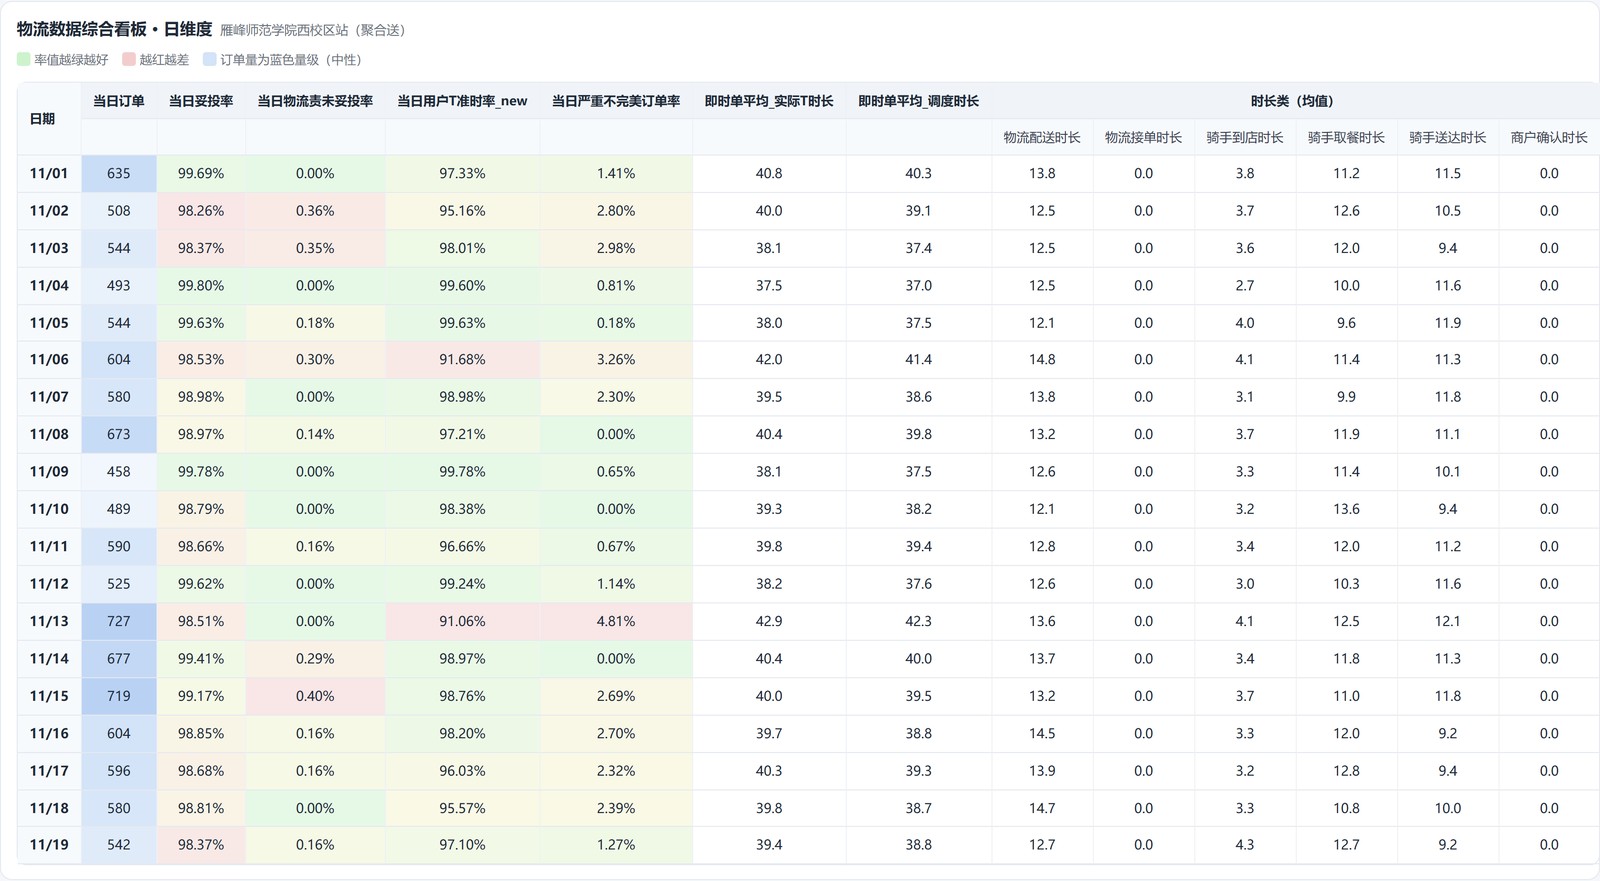 物流数据综合看板 • 日维度 雁峰师范学院西校区站（聚合送）
率值越绿越好 越红越差 订单量为蓝色量级（中性）
日期 当日订单 当日妥投率 当日物流责未妥投率 当日用户T准时率_new 当日严重不完美订单率 即时单平均_实际T时长 即时单平均_调度时长 时长类（均值）
物流配送时长 物流接单时长 骑手到店时长 骑手取餐时长 骑手送达时长 商户确认时长
11/01 635 99.69% 0.00% 97.33% 1.41% 40.8 40.3 13.8 0.0 3.8 11.2 11.5 0.0
11/02 508 98.26% 0.36% 95.16% 2.80% 40.0 39.1 12.5 0.0 3.7 12.6 10.5 0.0
11/03 544 98.37% 0.35% 98.01% 2.98% 38.1 37.4 12.5 0.0 3.6 12.0 9.4 0.0
11/04 493 99.80% 0.00% 99.60% 0.81% 37.5 37.0 12.5 0.0 2.7 10.0 11.6 0.0
11/05 544 99.63% 0.18% 99.63% 0.18% 38.0 37.5 12.1 0.0 4.0 9.6 11.9 0.0
11/06 604 98.53% 0.30% 91.68% 3.26% 42.0 41.4 14.8 0.0 4.1 11.4 11.3 0.0
11/07 580 98.98% 0.00% 98.98% 2.30% 39.5 38.6 13.8 0.0 3.1 9.9 11.8 0.0
11/08 673 98.97% 0.14% 97.21% 0.00% 40.4 39.8 13.2 0.0 3.7 11.9 11.1 0.0
11/09 458 99.78% 0.00% 99.78% 0.65% 38.1 37.5 12.6 0.0 3.3 11.4 10.1 0.0
11/10 489 98.79% 0.00% 98.38% 0.00% 39.3 38.2 12.1 0.0 3.2 13.6 9.4 0.0
11/11 590 98.66% 0.16% 96.66% 0.67% 39.8 39.4 12.8 0.0 3.4 12.0 11.2 0.0
11/12 525 99.62% 0.00% 99.24% 1.14% 38.2 37.6 12.6 0.0 3.0 10.3 11.6 0.0
11/13 727 98.51% 0.00% 91.06% 4.81% 42.9 42.3 13.6 0.0 4.1 12.5 12.1 0.0
11/14 677 99.41% 0.29% 98.97% 0.00% 40.4 40.0 13.7 0.0 3.4 11.8 11.3 0.0
11/15 719 99.17% 0.40% 98.76% 2.69% 40.0 39.5 13.2 0.0 3.7 11.0 11.8 0.0
11/16 604 98.85% 0.16% 98.20% 2.70% 39.7 38.8 14.5 0.0 3.3 12.0 9.2 0.0
11/17 596 98.68% 0.16% 96.03% 2.32% 40.3 39.3 13.9 0.0 3.2 12.8 9.4 0.0
11/18 580 98.81% 0.00% 95.57% 2.39% 39.8 38.7 14.7 0.0 3.3 10.8 10.0 0.0
11/19 542 98.37% 0.16% 97.10% 1.27% 39.4 38.8 12.7 0.0 4.3 12.7 9.2 0.0